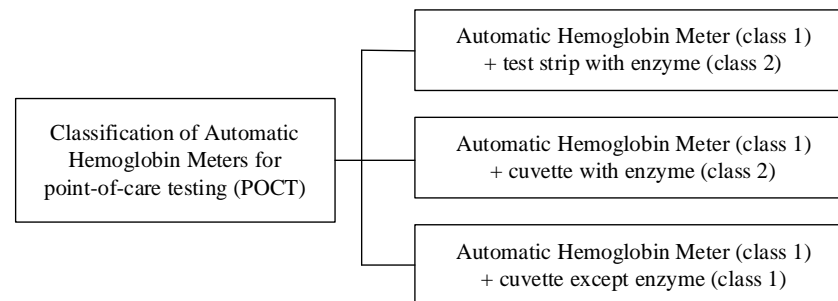 Classification of Automatic
Hemoglobin Meters for
point-of-care testing (POCT)
Automatic Hemoglobin Meter (class 1)
+ test strip with enzyme (class 2)
Automatic Hemoglobin Meter (class 1)
+ cuvette with enzyme (class 2)
Automatic Hemoglobin Meter (class 1)
+ cuvette except enzyme (class 1)